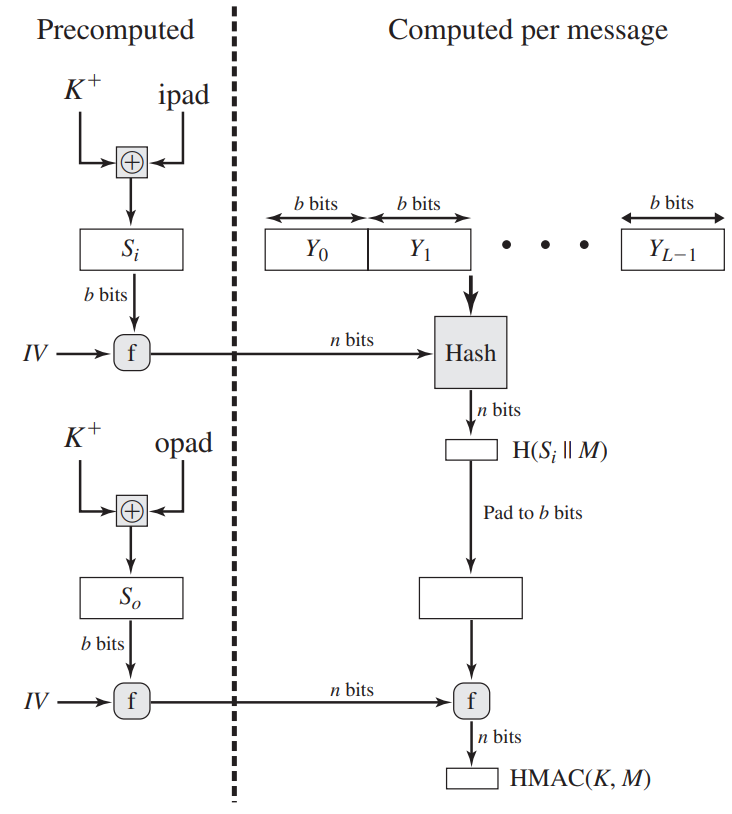 Precomputed
Computed per message
K+
ipad
b bits
b bits
b bits
Si
Y0
Y1
YL−1
b bits
IV
f
n bits
Hash
n bits
K+
opad
H(Si || M)
Pad to b bits
So
b bits
IV
f
n bits
f
n bits
HMAC(K, M)